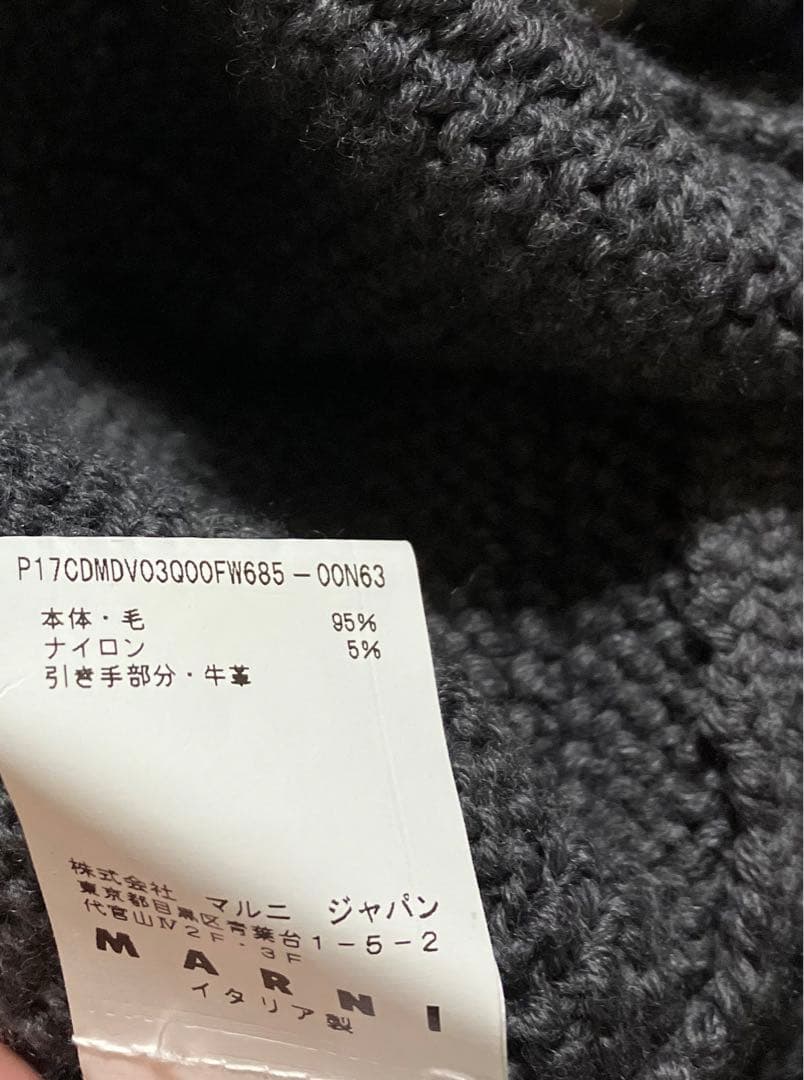 P17CDMDV03Q00FW685-00N63
本体・毛 95%
ナイロン 5%
引き手部分・牛革
株式会社 マルニ ジャパン
東京都目黒区青葉台1-5-2
代官山Ⅳ2F・3F
MARNI
イタリア製